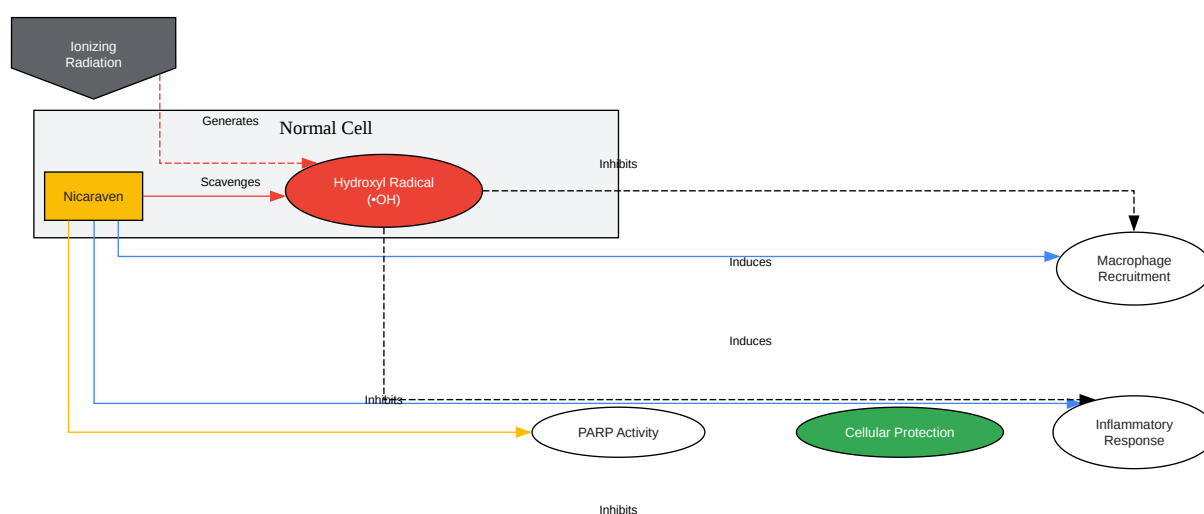 Ionizing
Radiation
Generates
Normal Cell
Inhibits
Scavenges
Hydroxyl Radical
(•OH)
Nicaraven
Induces
Macrophage
Recruitment
Induces
Inhibits
PARP Activity
Cellular Protection
Inflammatory
Response
Inhibits